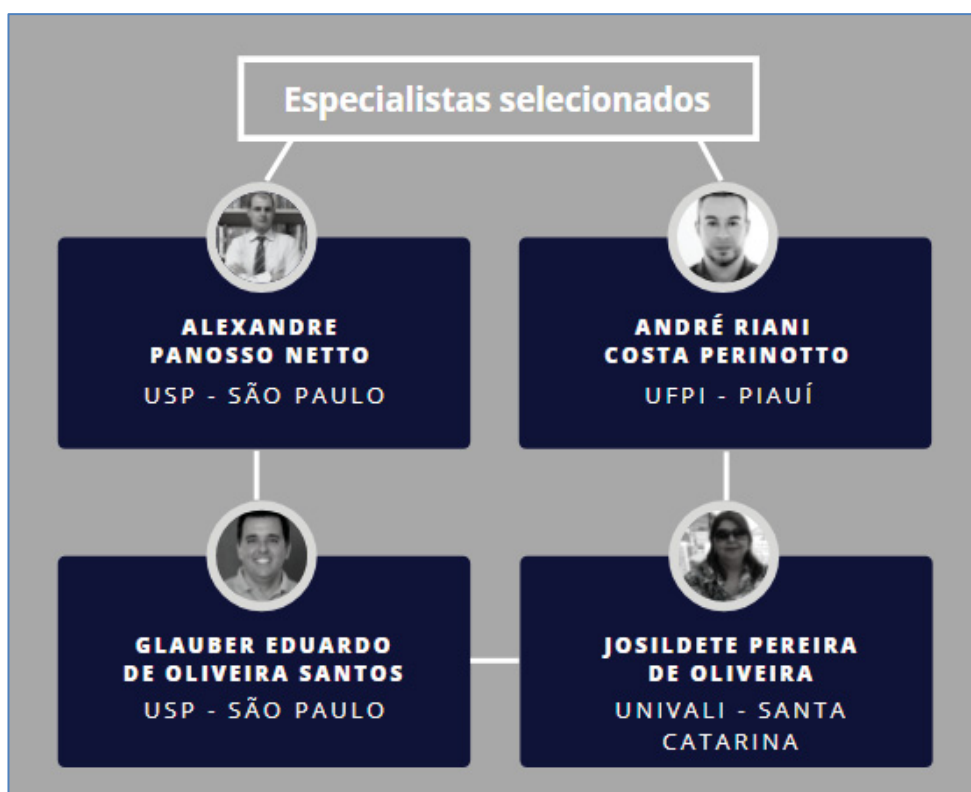 Especialistas selecionados
ALEXANDRE
PANOSSO NETTO
USP - SÃO PAULO
ANDRÉ RIANI
COSTA PERINOTTO
UFPI - PIAUÍ
GLAUBER EDUARDO
DE OLIVEIRA SANTOS
USP - SÃO PAULO
JOSILDETE PEREIRA
DE OLIVEIRA
UNIVALI - SANTA
CATARINA